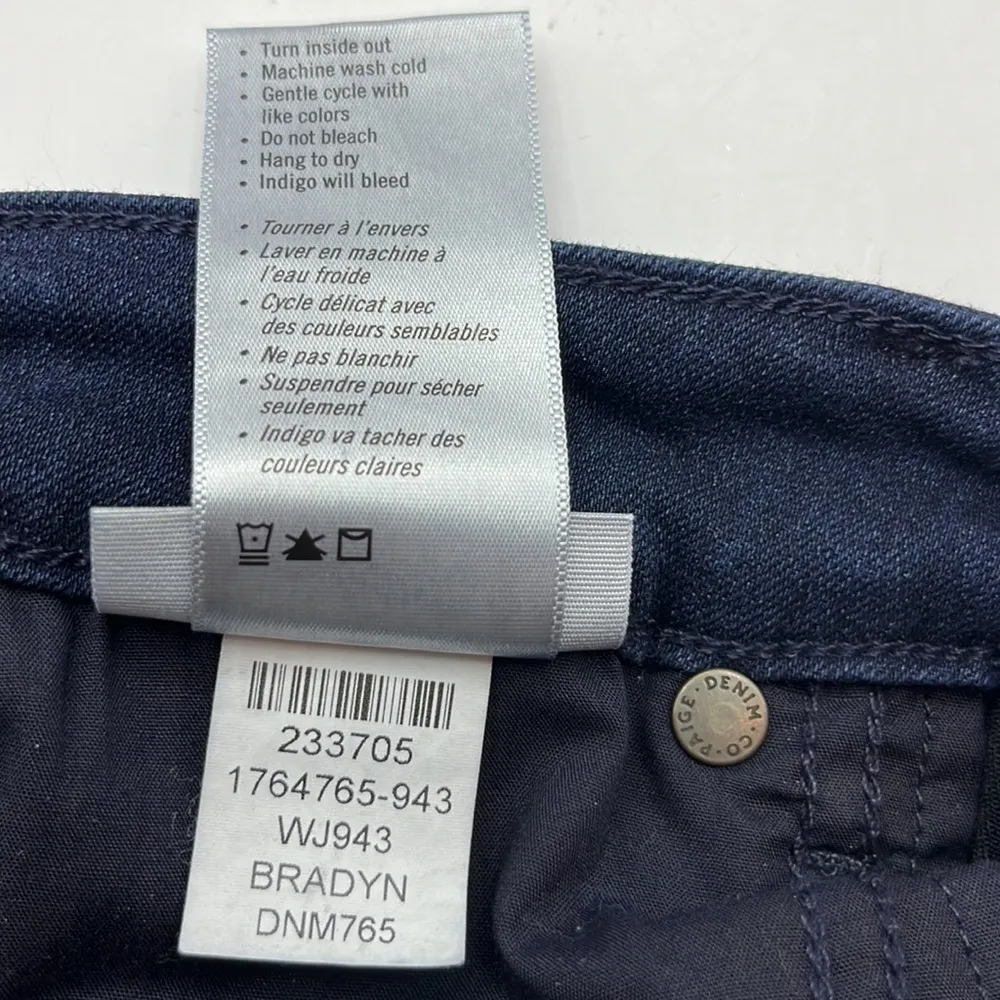 • Turn inside out
• Machine wash cold
• Gentle cycle with
like colors
• Do not bleach
• Hang to dry
• Indigo will bleed
• Tourner à l'envers
• Laver en machine à
l'eau froide
• Cycle délicat avec
des couleurs semblables
• Ne pas blanchir
• Suspendre pour sécher
seulement
• Indigo va tacher des
couleurs claires
233705
1764765-943
WJ943
BRADYN
DNM765
PAIGE • DENIM • CO •